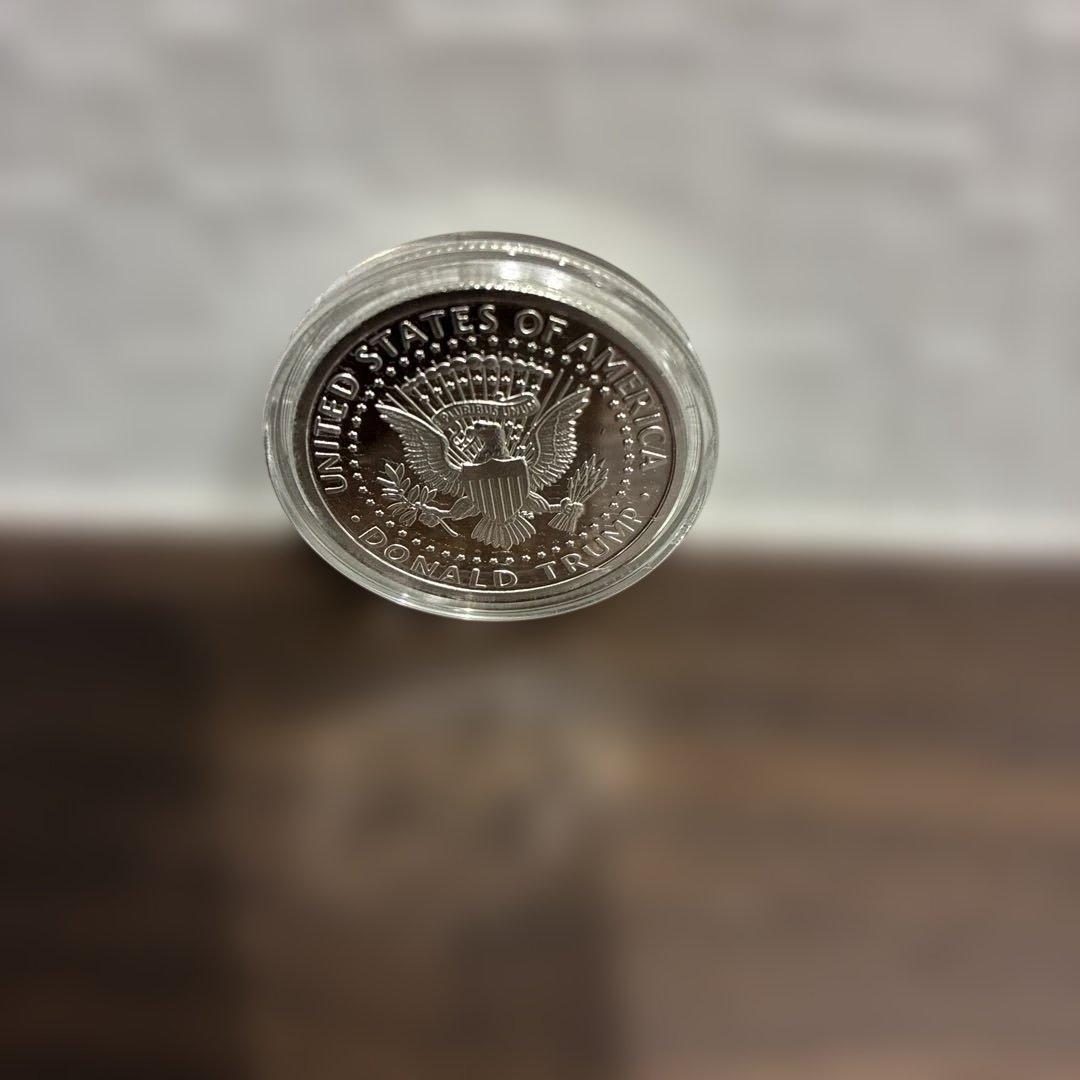 UNITED STATES OF AMERICA
PLURIBUS UNUM
• DONALD TRUMP •